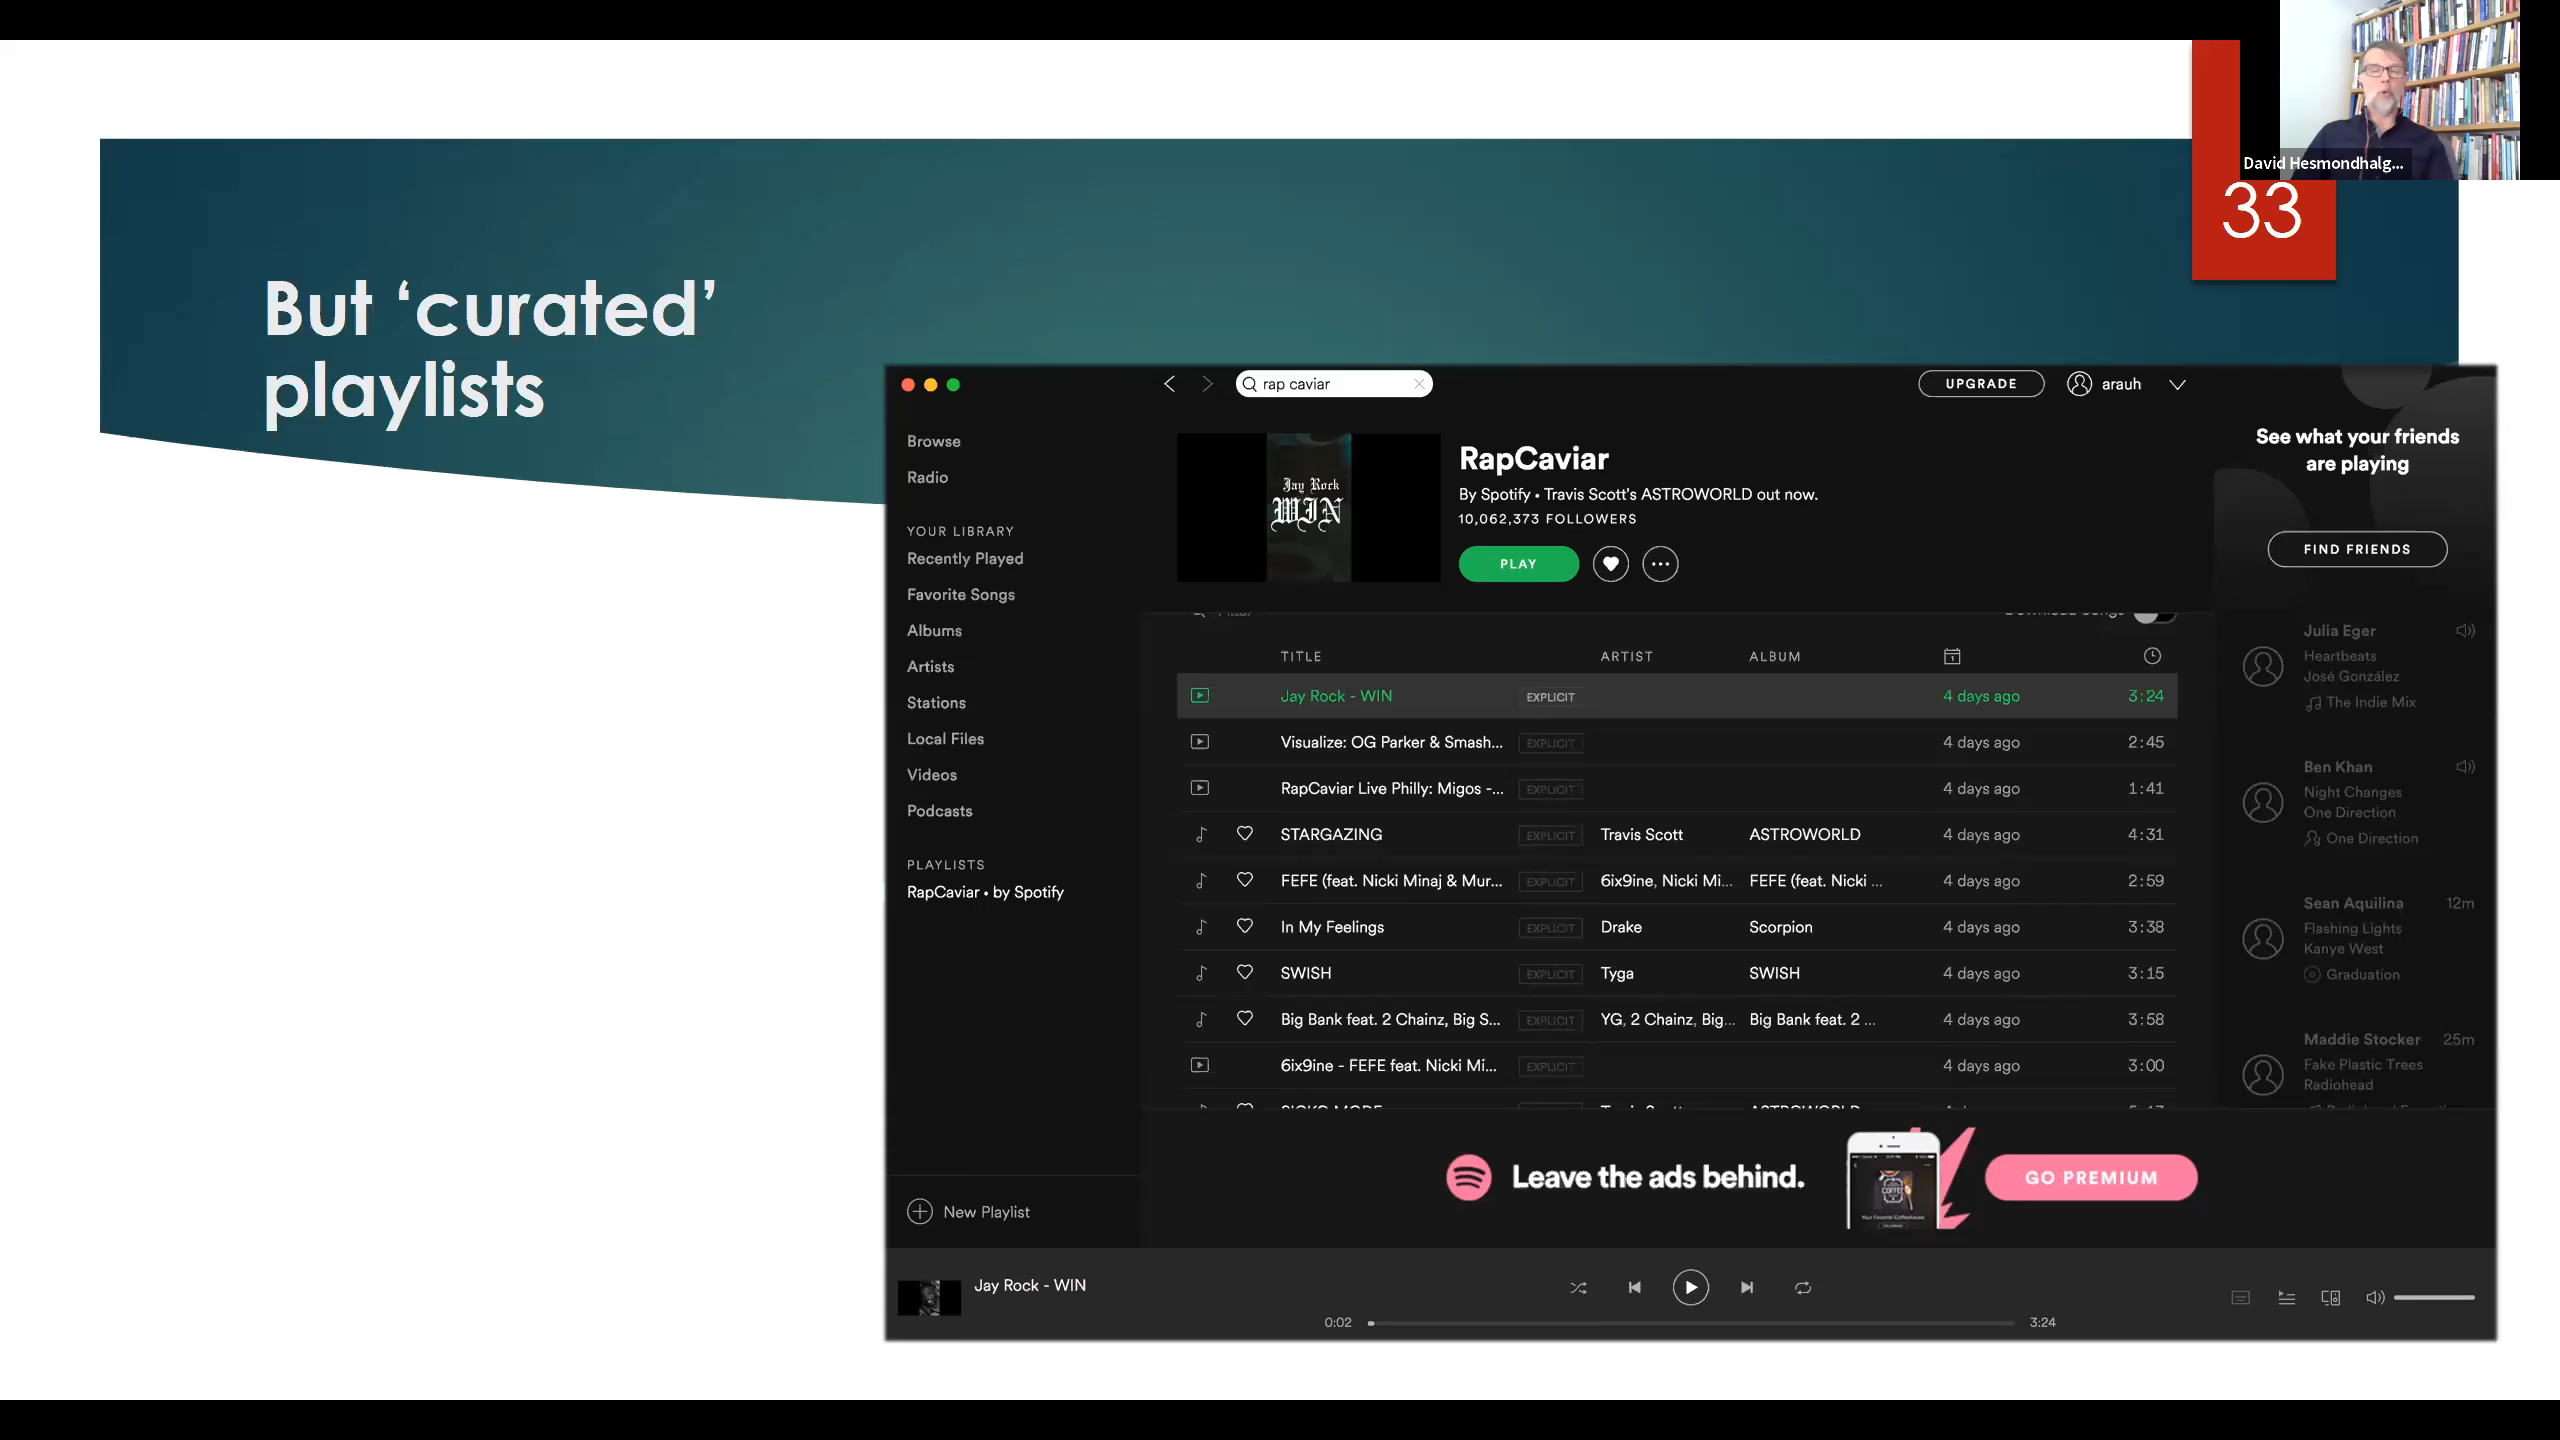 David Hesmondhalg...
33
But ‘curated’
playlists
rap caviar
UPGRADE
arauh
Browse
Radio
YOUR LIBRARY
Recently Played
Favorite Songs
Albums
Artists
Stations
Local Files
Videos
Podcasts
PLAYLISTS
RapCaviar • by Spotify
New Playlist
Jay Rock
WIN
RapCaviar
By Spotify • Travis Scott's ASTROWORLD out now.
10,062,373 FOLLOWERS
PLAY
TITLE ARTIST ALBUM
Jay Rock - WIN EXPLICIT 4 days ago 3:24
Visualize: OG Parker & Smash... EXPLICIT 4 days ago 2:45
RapCaviar Live Philly: Migos -... EXPLICIT 4 days ago 1:41
STARGAZING EXPLICIT Travis Scott ASTROWORLD 4 days ago 4:31
FEFE (feat. Nicki Minaj & Mur... EXPLICIT 6ix9ine, Nicki Mi... FEFE (feat. Nicki ... 4 days ago 2:59
In My Feelings EXPLICIT Drake Scorpion 4 days ago 3:38
SWISH EXPLICIT Tyga SWISH 4 days ago 3:15
Big Bank feat. 2 Chainz, Big S... EXPLICIT YG, 2 Chainz, Big... Big Bank feat. 2 ... 4 days ago 3:58
6ix9ine - FEFE feat. Nicki Mi... EXPLICIT 4 days ago 3:00
See what your friends
are playing
FIND FRIENDS
Julia Eger
Heartbeats
José González
The Indie Mix
Ben Khan
Night Changes
One Direction
One Direction
Sean Aquilina 12m
Flashing Lights
Kanye West
Graduation
Maddie Stocker 25m
Fake Plastic Trees
Radiohead
Leave the ads behind.
COFFEE
GO PREMIUM
Jay Rock - WIN
0:02 3:24